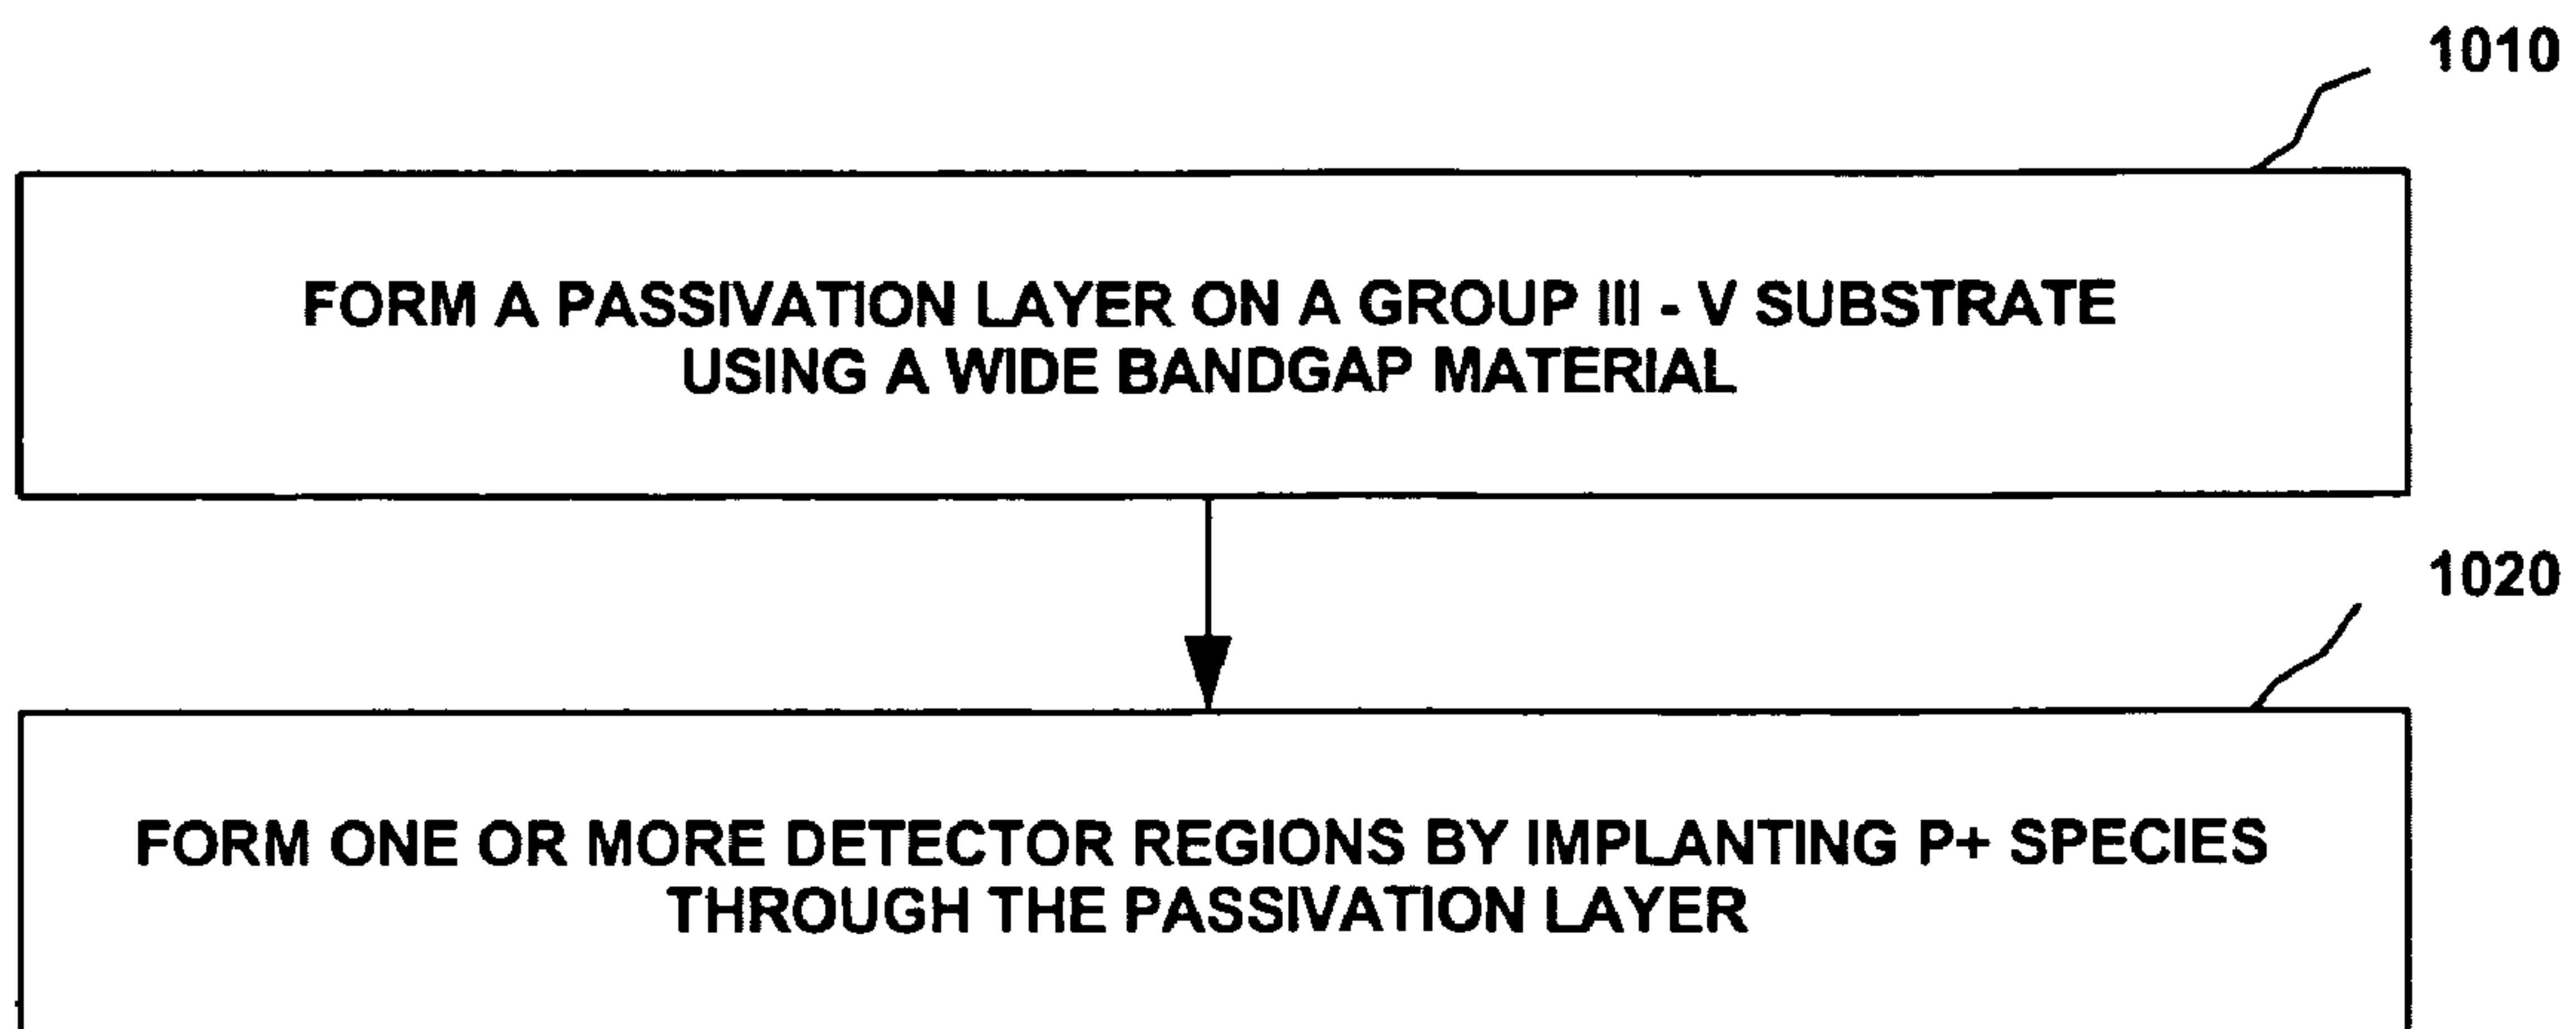 1010
FORM A PASSIVATION LAYER ON A GROUP III - V SUBSTRATE
USING A WIDE BANDGAP MATERIAL
1020
FORM ONE OR MORE DETECTOR REGIONS BY IMPLANTING P+ SPECIES
THROUGH THE PASSIVATION LAYER